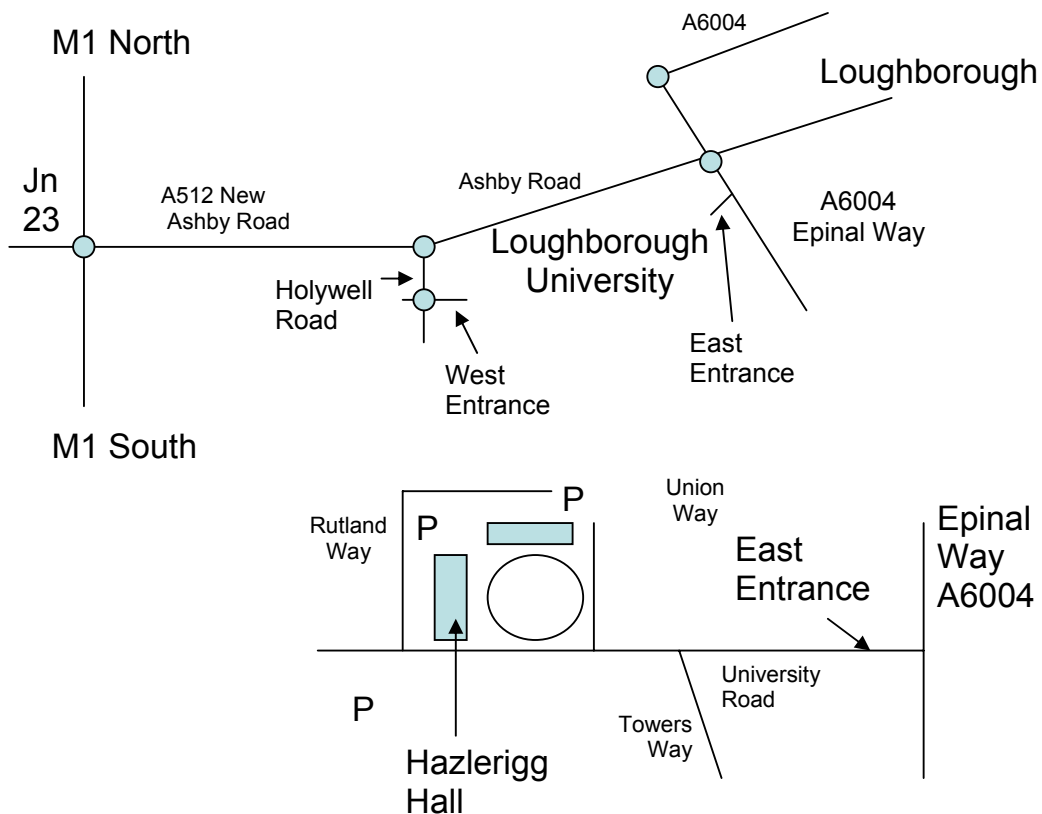 M1 North
A6004
Loughborough
Jn
23
A512 New
Ashby Road
Ashby Road
A6004
Epinal Way
Loughborough
University
Holywell
Road
East
Entrance
West
Entrance
M1 South
Rutland
Way
P
P
Union
Way
East
Entrance
Epinal
Way
A6004
P
University
Road
Towers
Way
Hazlerigg
Hall